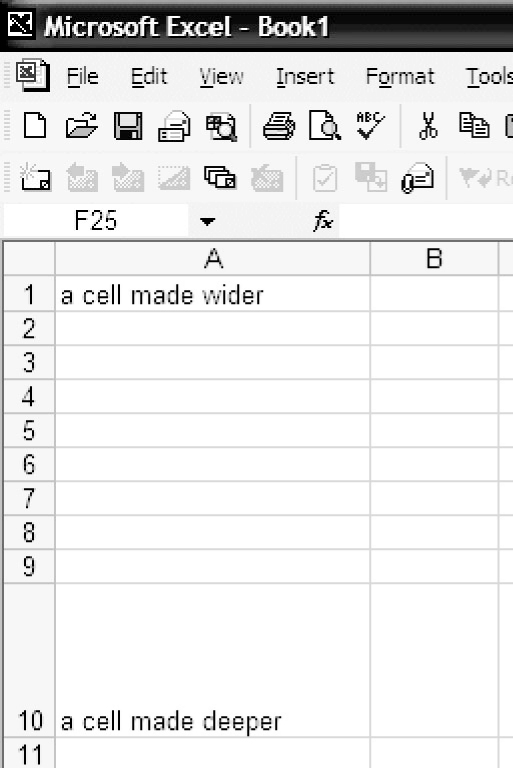 Microsoft Excel - Book1
File Edit View Insert Format Tools
ABC
F25 fx
A B
1 a cell made wider
2
3
4
5
6
7
8
9
10 a cell made deeper
11